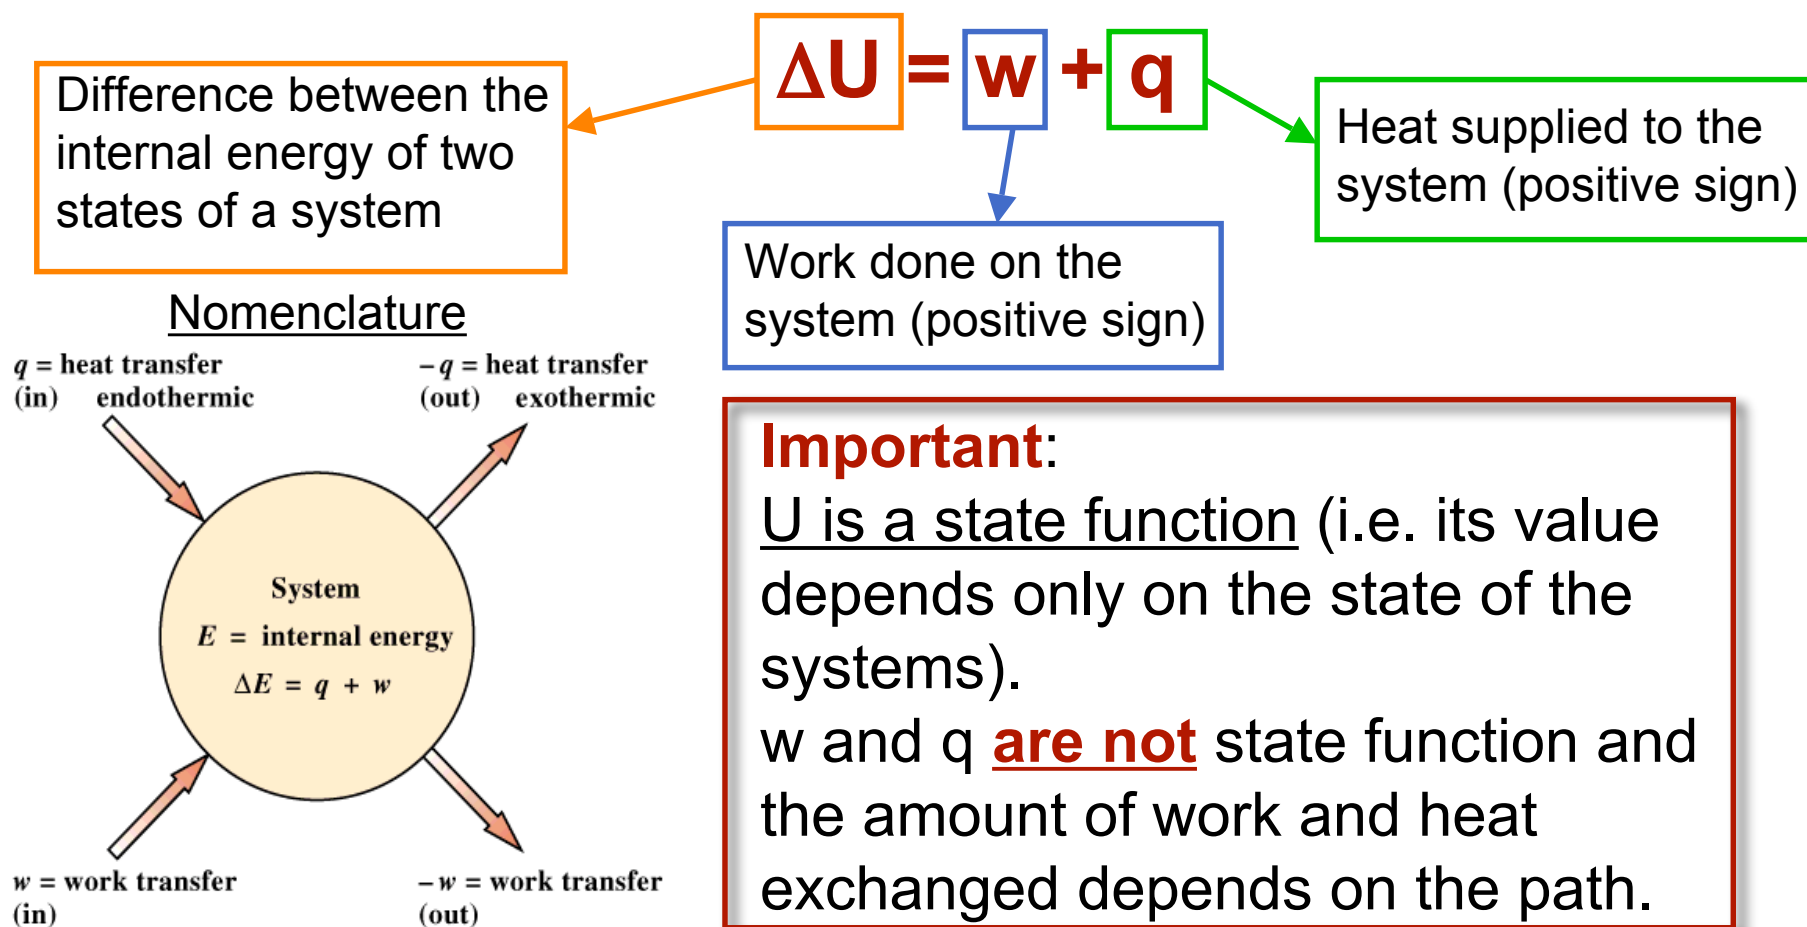 ΔU = w + q
Difference between the
internal energy of two
states of a system
Heat supplied to the
system (positive sign)
Work done on the
system (positive sign)
Nomenclature
q = heat transfer
(in) endothermic
–q = heat transfer
(out) exothermic
System
E = internal energy
ΔE = q + w
w = work transfer
(in)
–w = work transfer
(out)
Important:
U is a state function (i.e. its value
depends only on the state of the
systems).
w and q are not state function and
the amount of work and heat
exchanged depends on the path.